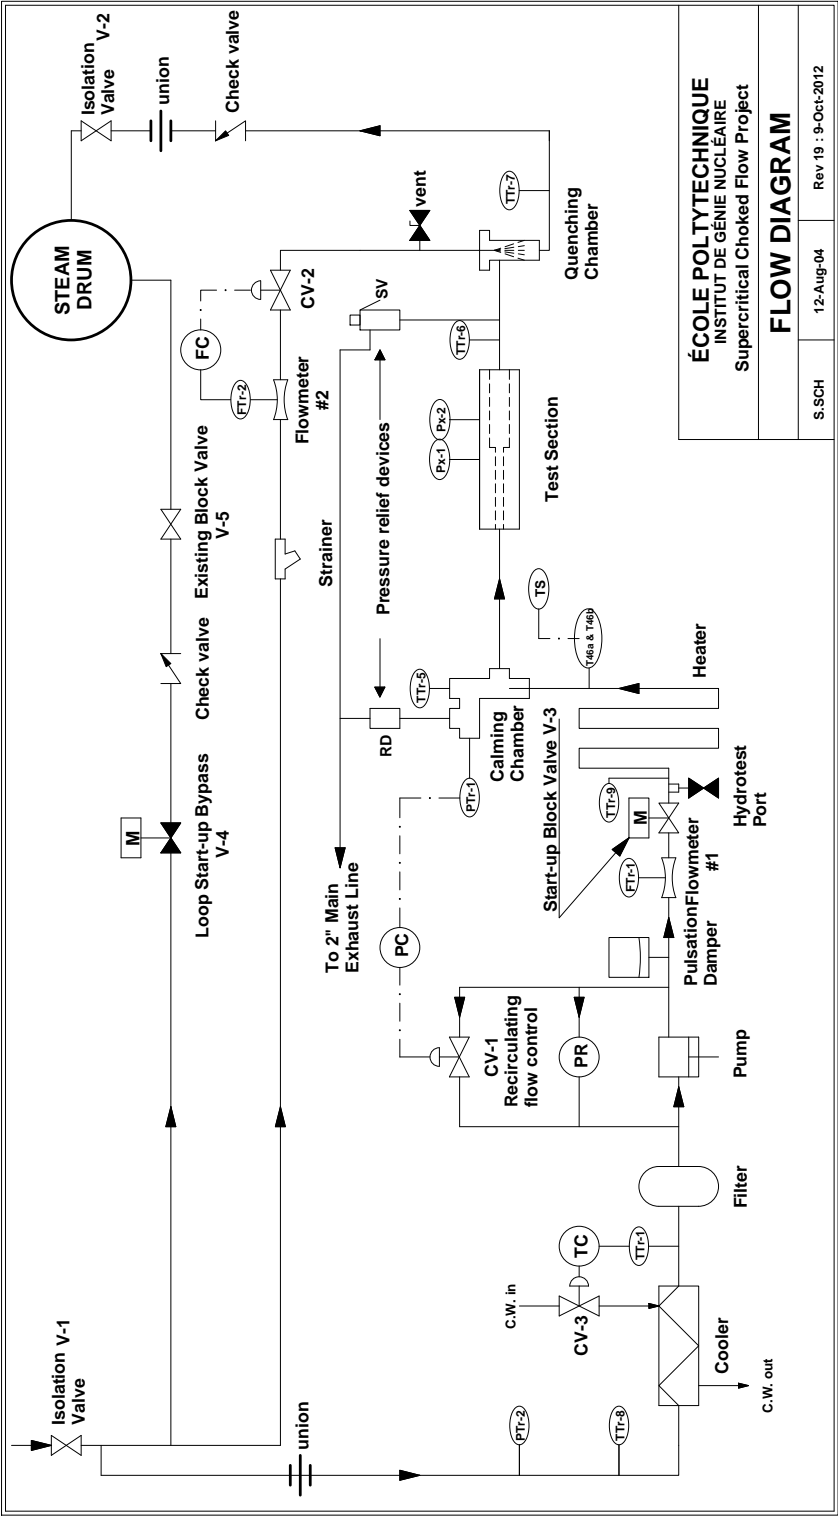 Isolation V-1
Valve
M
Loop Start-up Bypass
V-4
Check valve
Existing Block Valve
V-5
STEAM
DRUM
Isolation V-2
Valve
union
Check valve
FC
FTr-2
Flowmeter
#2
CV-2
Strainer
vent
SV
To 2" Main
Exhaust Line
Pressure relief devices
RD
TTr-5
TTr-6
TTr-7
Quenching
Chamber
Px-1
Px-2
Test Section
PTr-1
Calming
Chamber
TS
T46a & T46b
PC
CV-1
Recirculating
flow control
PR
Start-up Block Valve V-3
Heater
union
PTr-2
TTr-8
C.W. in
CV-3
TC
TTr-1
Cooler
C.W. out
Filter
Pump
Pulsation
Damper
FTr-1
Flowmeter
#1
M
TTr-9
Hydrotest
Port
ÉCOLE POLTYTECHNIQUE
INSTITUT DE GÉNIE NUCLÉAIRE
Supercritical Choked Flow Project
FLOW DIAGRAM
S.SCH
12-Aug-04
Rev 19 : 9-Oct-2012